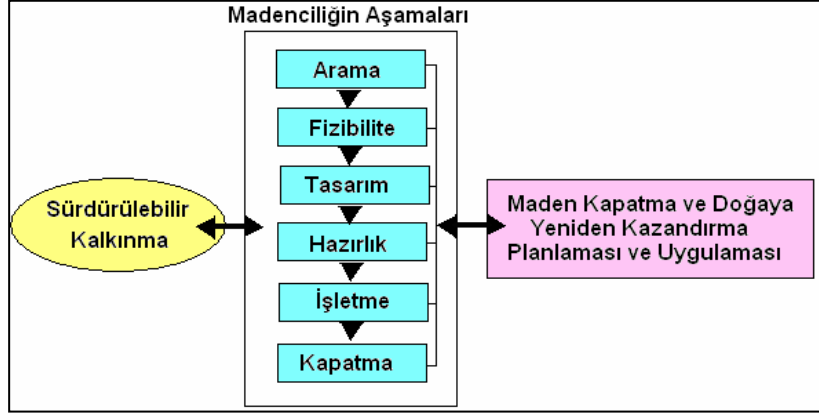 Madenciliğin Aşamaları
Arama
Fizibilite
Tasarım
Hazırlık
İşletme
Kapatma
Sürdürülebilir
Kalkınma
Maden Kapatma ve Doğaya
Yeniden Kazandırma
Planlaması ve Uygulaması